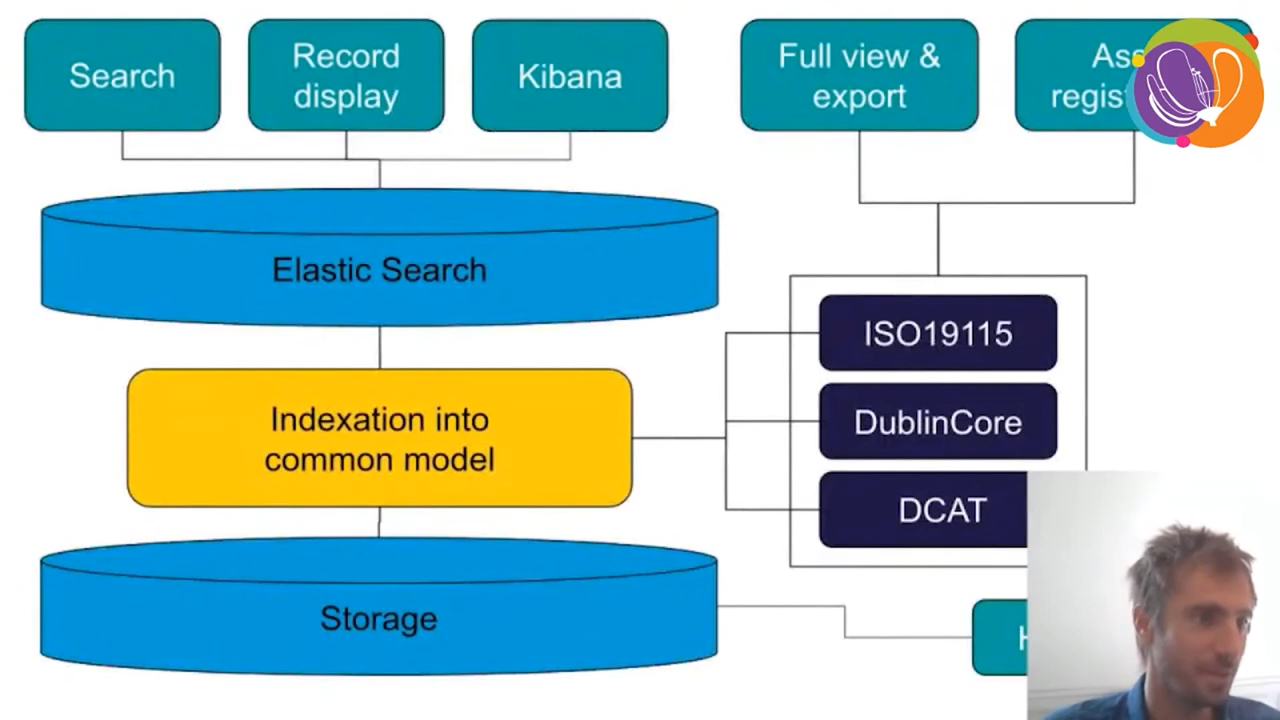 Search
Record
display
Kibana
Full view &
export
Elastic Search
Indexation into
common model
ISO19115
DublinCore
DCAT
Storage